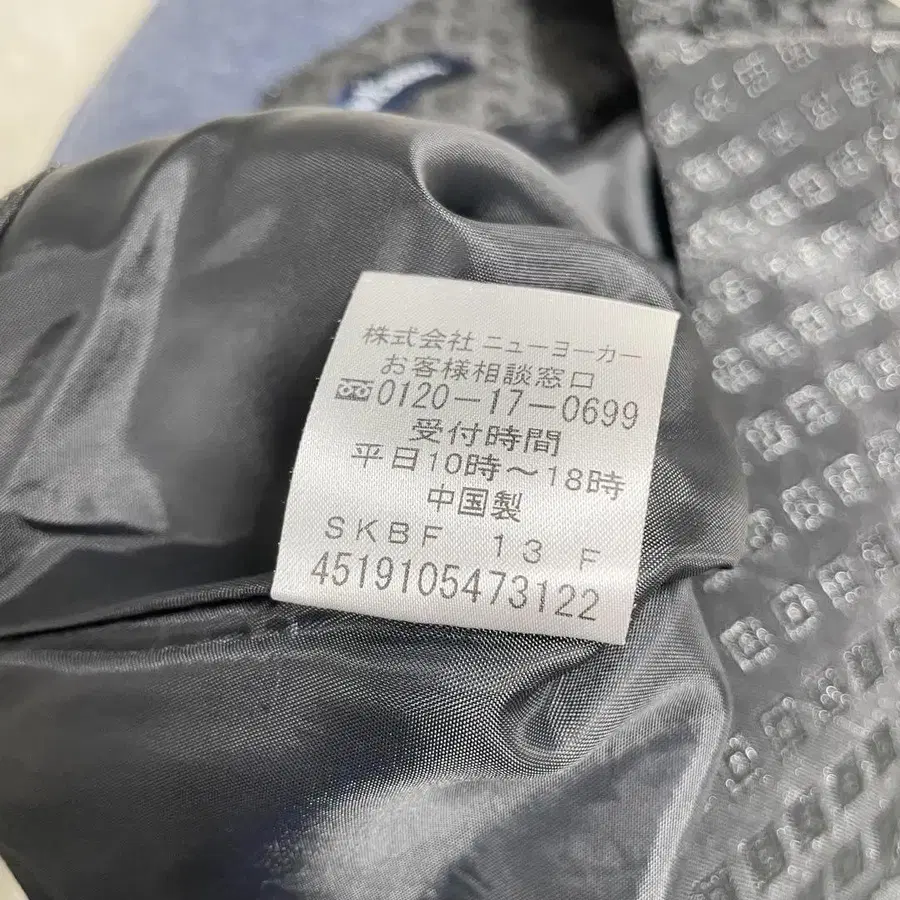 株式会社 ニューヨーカー
お客様相談窓口
0120-17-0699
受付時間
平日10時～18時
中国製
SKBF 13 F
4519105473122